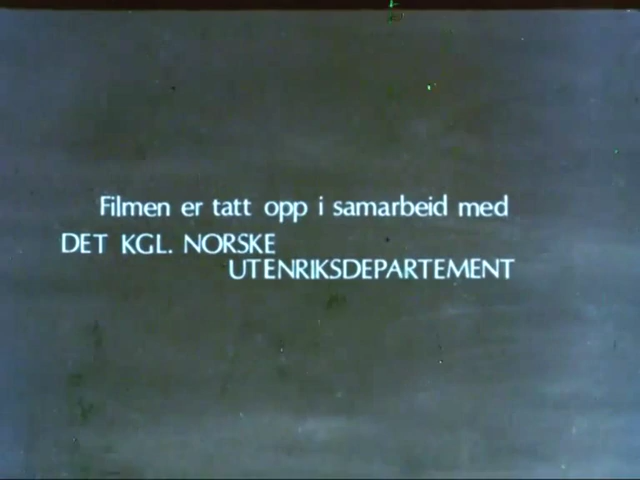 Filmen er tatt opp i samarbeid med
DET KGL. NORSKE
UTENRIKSDEPARTEMENT